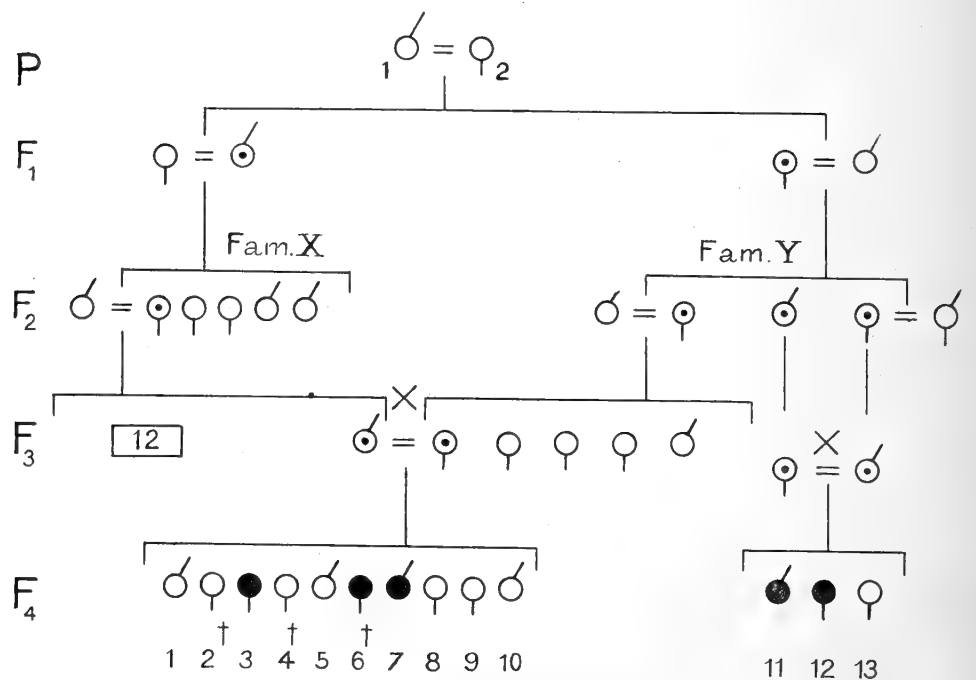 P
1 = 2
F₁
= =
Fam. X Fam. Y
F₂
= = =
×
F₃
12 = × =
F₄
† † †
1 2 3 4 5 6 7 8 9 10 11 12 13